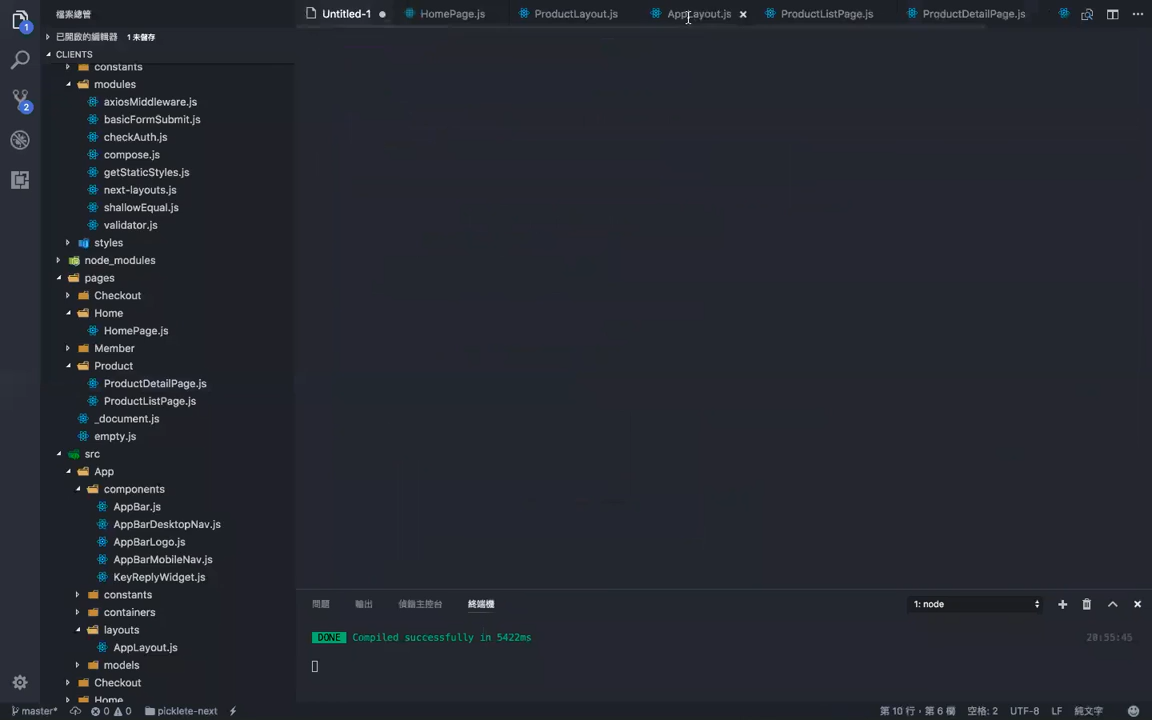 檔案總管
Untitled-1
HomePage.js
ProductLayout.js
AppLayout.js
ProductListPage.js
ProductDetailPage.js
1
已開啟的編輯器 1 未儲存
CLIENTS
constants
modules
axiosMiddleware.js
2
basicFormSubmit.js
checkAuth.js
compose.js
getStaticStyles.js
next-layouts.js
shallowEqual.js
validator.js
styles
node_modules
pages
Checkout
Home
HomePage.js
Member
Product
ProductDetailPage.js
ProductListPage.js
_document.js
empty.js
src
App
components
AppBar.js
AppBarDesktopNav.js
AppBarLogo.js
AppBarMobileNav.js
KeyReplyWidget.js
constants
containers
layouts
AppLayout.js
models
Checkout
Home
問題 輸出 偵錯主控台 終端機 1: node
DONE Compiled successfully in 5422ms 20:55:45
master* 0 0 picklete-next 第 10 行，第 6 欄 空格: 2 UTF-8 LF 純文字